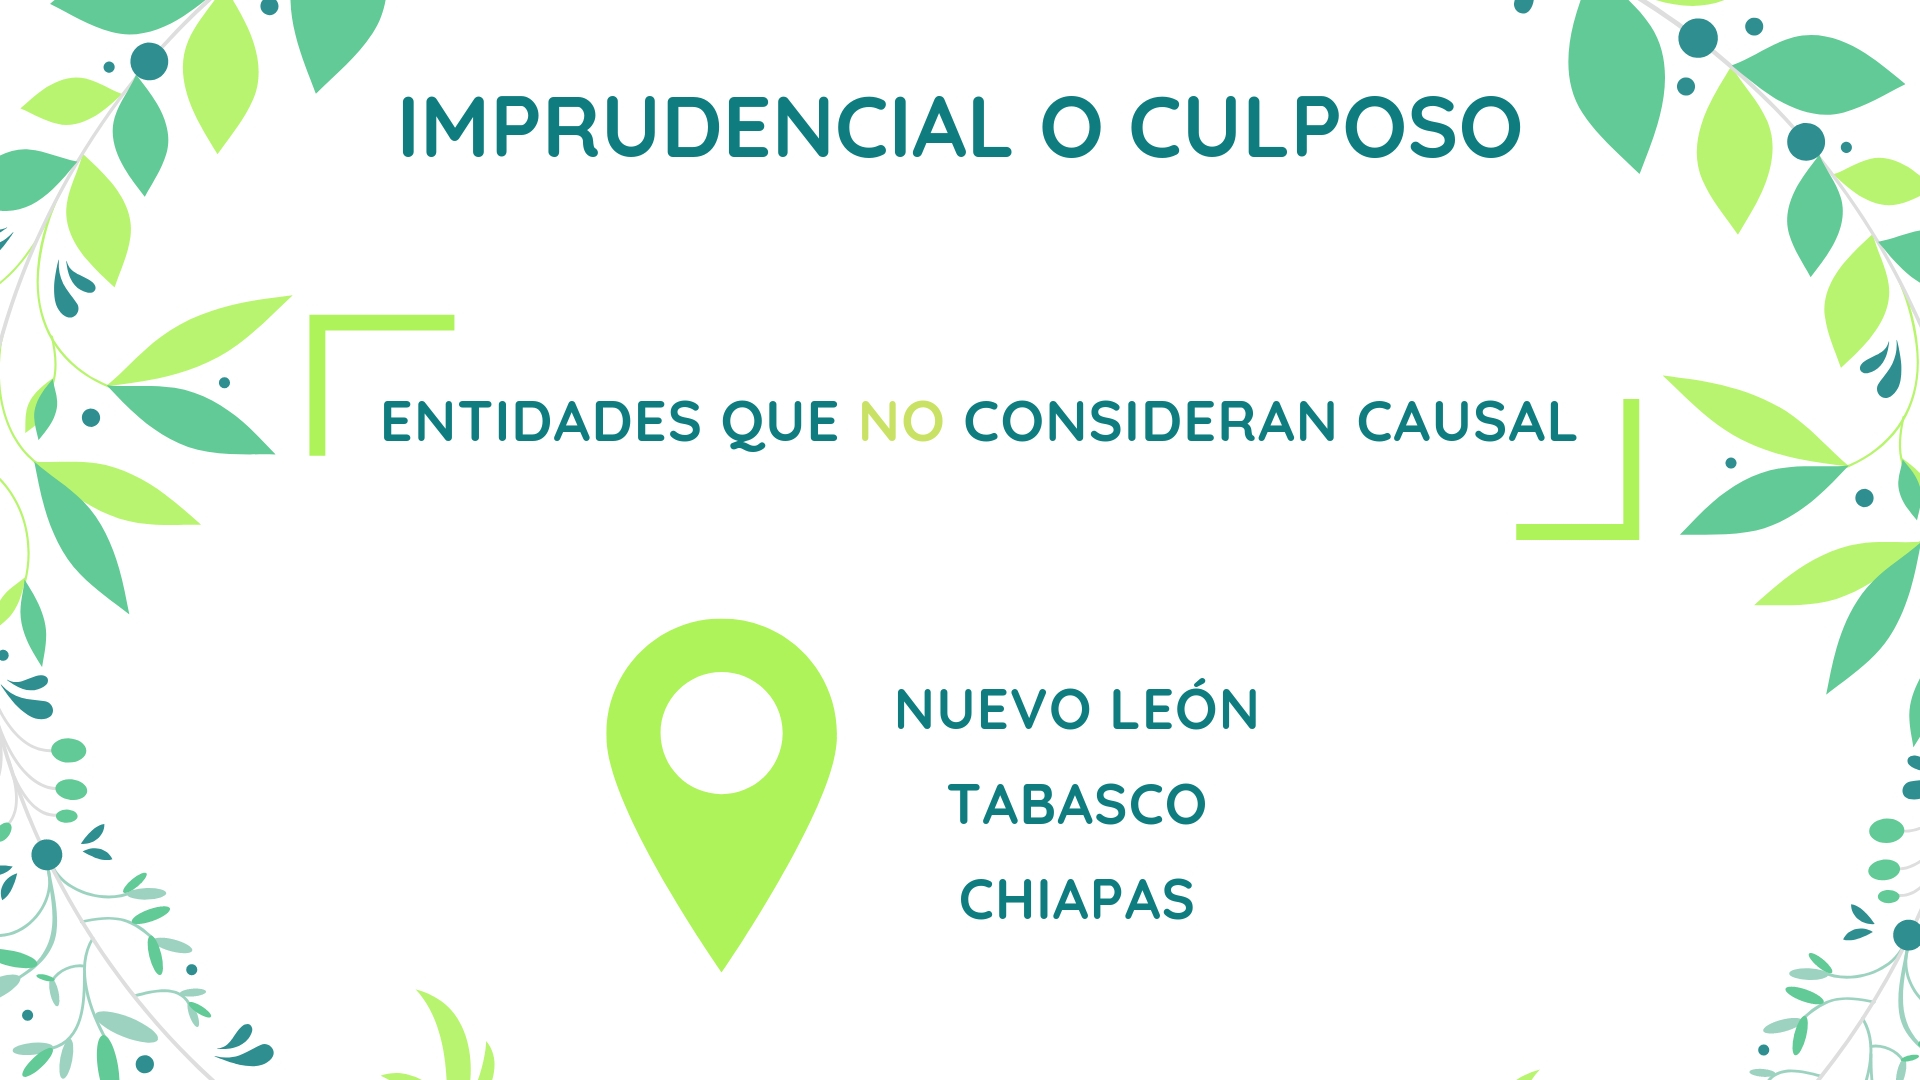 IMPRUDENCIAL O CULPOSO
ENTIDADES QUE NO CONSIDERAN CAUSAL
NUEVO LEÓN
TABASCO
CHIAPAS